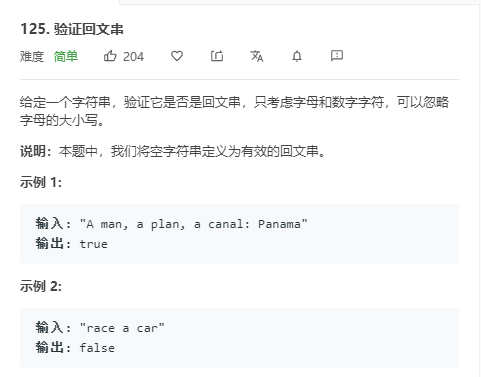 125. 验证回文串
难度 简单 204
给定一个字符串，验证它是否是回文串，只考虑字母和数字字符，可以忽略
字母的大小写。
说明：本题中，我们将空字符串定义为有效的回文串。
示例 1:
输入: "A man, a plan, a canal: Panama"
输出: true
示例 2:
输入: "race a car"
输出: false